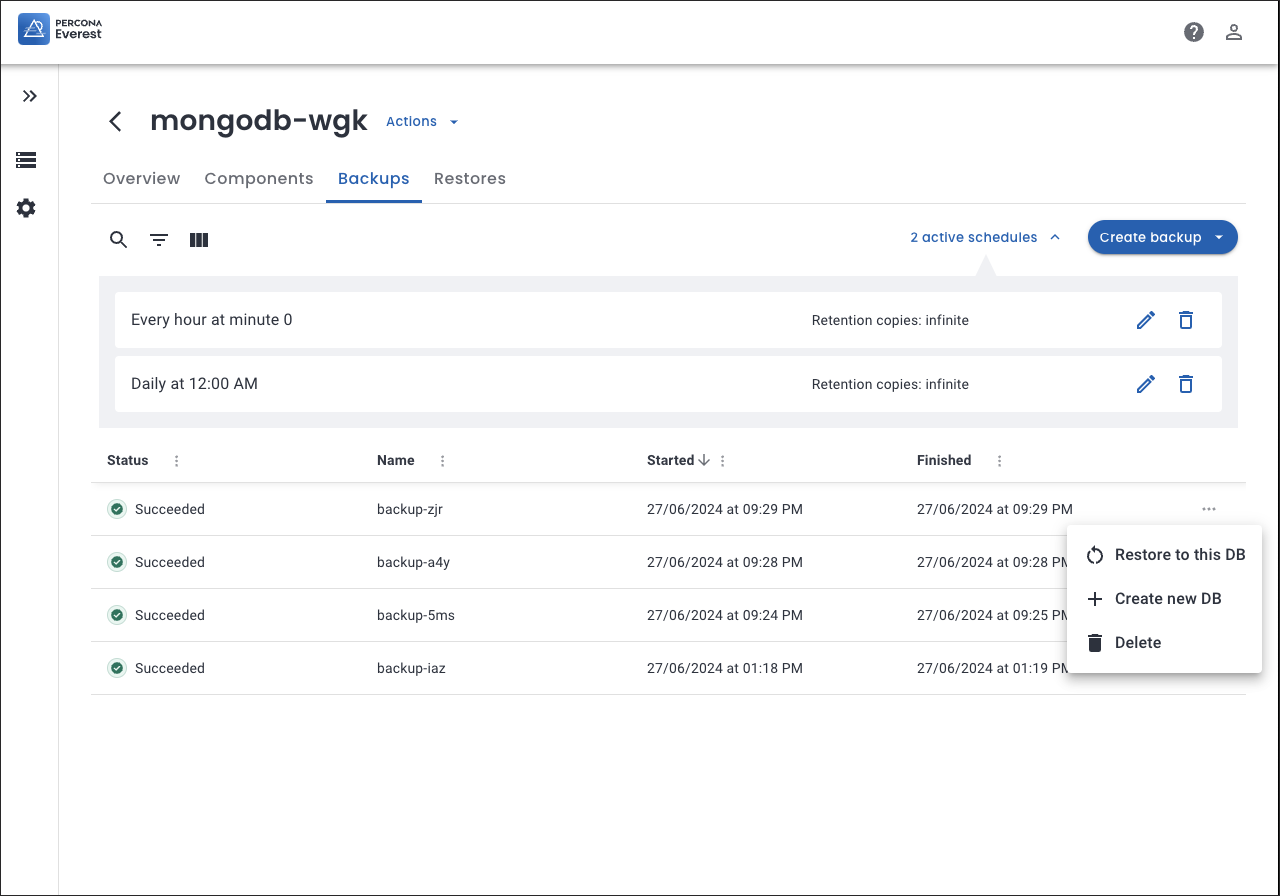 PERCONA
Everest
mongodb-wgk Actions
Overview Components Backups Restores
2 active schedules Create backup
Every hour at minute 0 Retention copies: infinite
Daily at 12:00 AM Retention copies: infinite
Status Name Started Finished
Succeeded backup-zjr 27/06/2024 at 09:29 PM 27/06/2024 at 09:29 PM
Succeeded backup-a4y 27/06/2024 at 09:28 PM 27/06/2024 at 09:28 PM
Succeeded backup-5ms 27/06/2024 at 09:24 PM 27/06/2024 at 09:25 PM
Succeeded backup-iaz 27/06/2024 at 01:18 PM 27/06/2024 at 01:19 PM
Restore to this DB
Create new DB
Delete